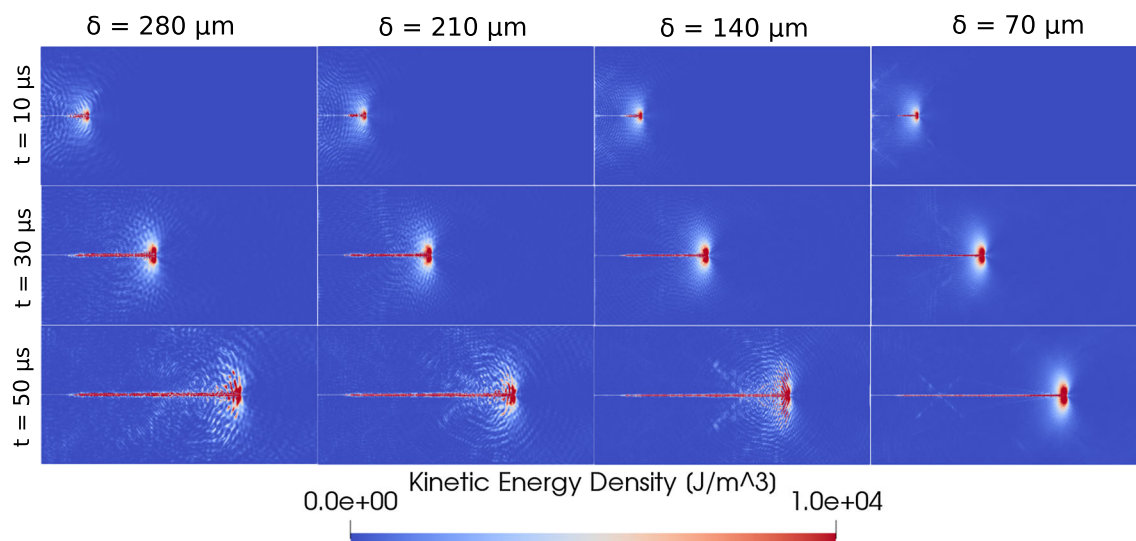 δ = 280 μm δ = 210 μm δ = 140 μm δ = 70 μm
t = 10 μs
t = 30 μs
t = 50 μs
Kinetic Energy Density (J/m^3)
0.0e+00 1.0e+04